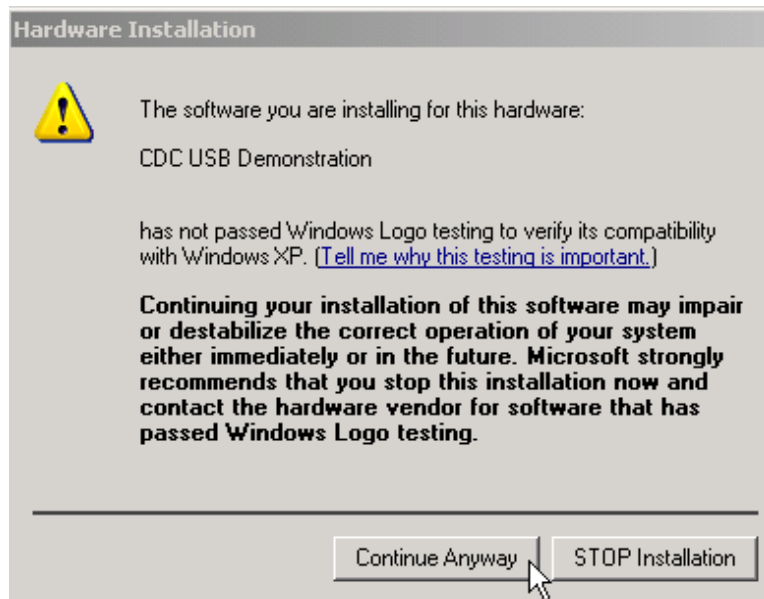 Hardware Installation
The software you are installing for this hardware:
CDC USB Demonstration
has not passed Windows Logo testing to verify its compatibility
with Windows XP. (Tell me why this testing is important.)
Continuing your installation of this software may impair
or destabilize the correct operation of your system
either immediately or in the future. Microsoft strongly
recommends that you stop this installation now and
contact the hardware vendor for software that has
passed Windows Logo testing.
Continue Anyway STOP Installation